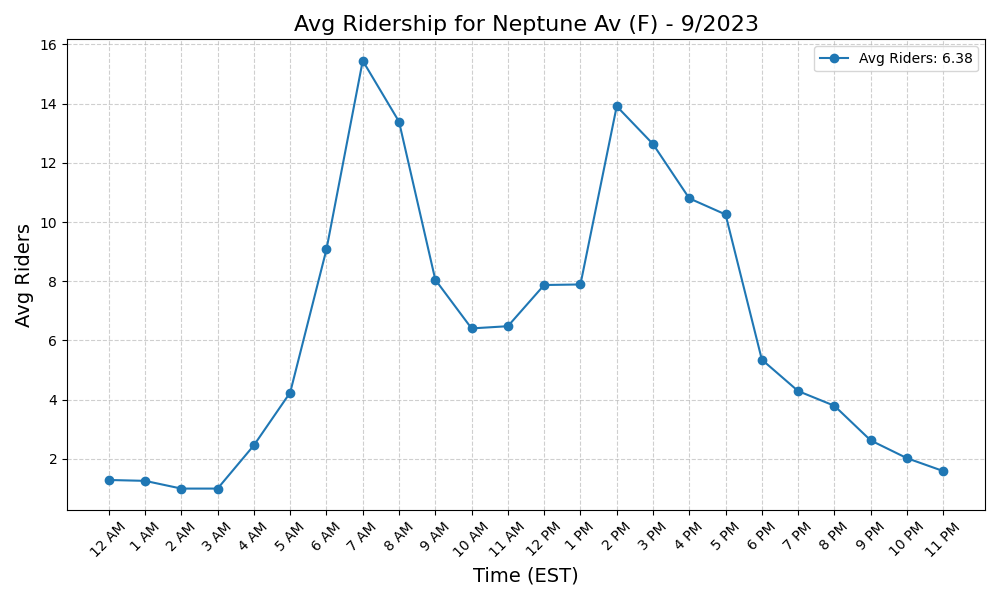 Avg Ridership for Neptune Av (F) - 9/2023
Avg Riders: 6.38
Avg Riders
16
14
12
10
8
6
4
2
12 AM
1 AM
2 AM
3 AM
4 AM
5 AM
6 AM
7 AM
8 AM
9 AM
10 AM
11 AM
12 PM
1 PM
2 PM
3 PM
4 PM
5 PM
6 PM
7 PM
8 PM
9 PM
10 PM
11 PM
Time (EST)